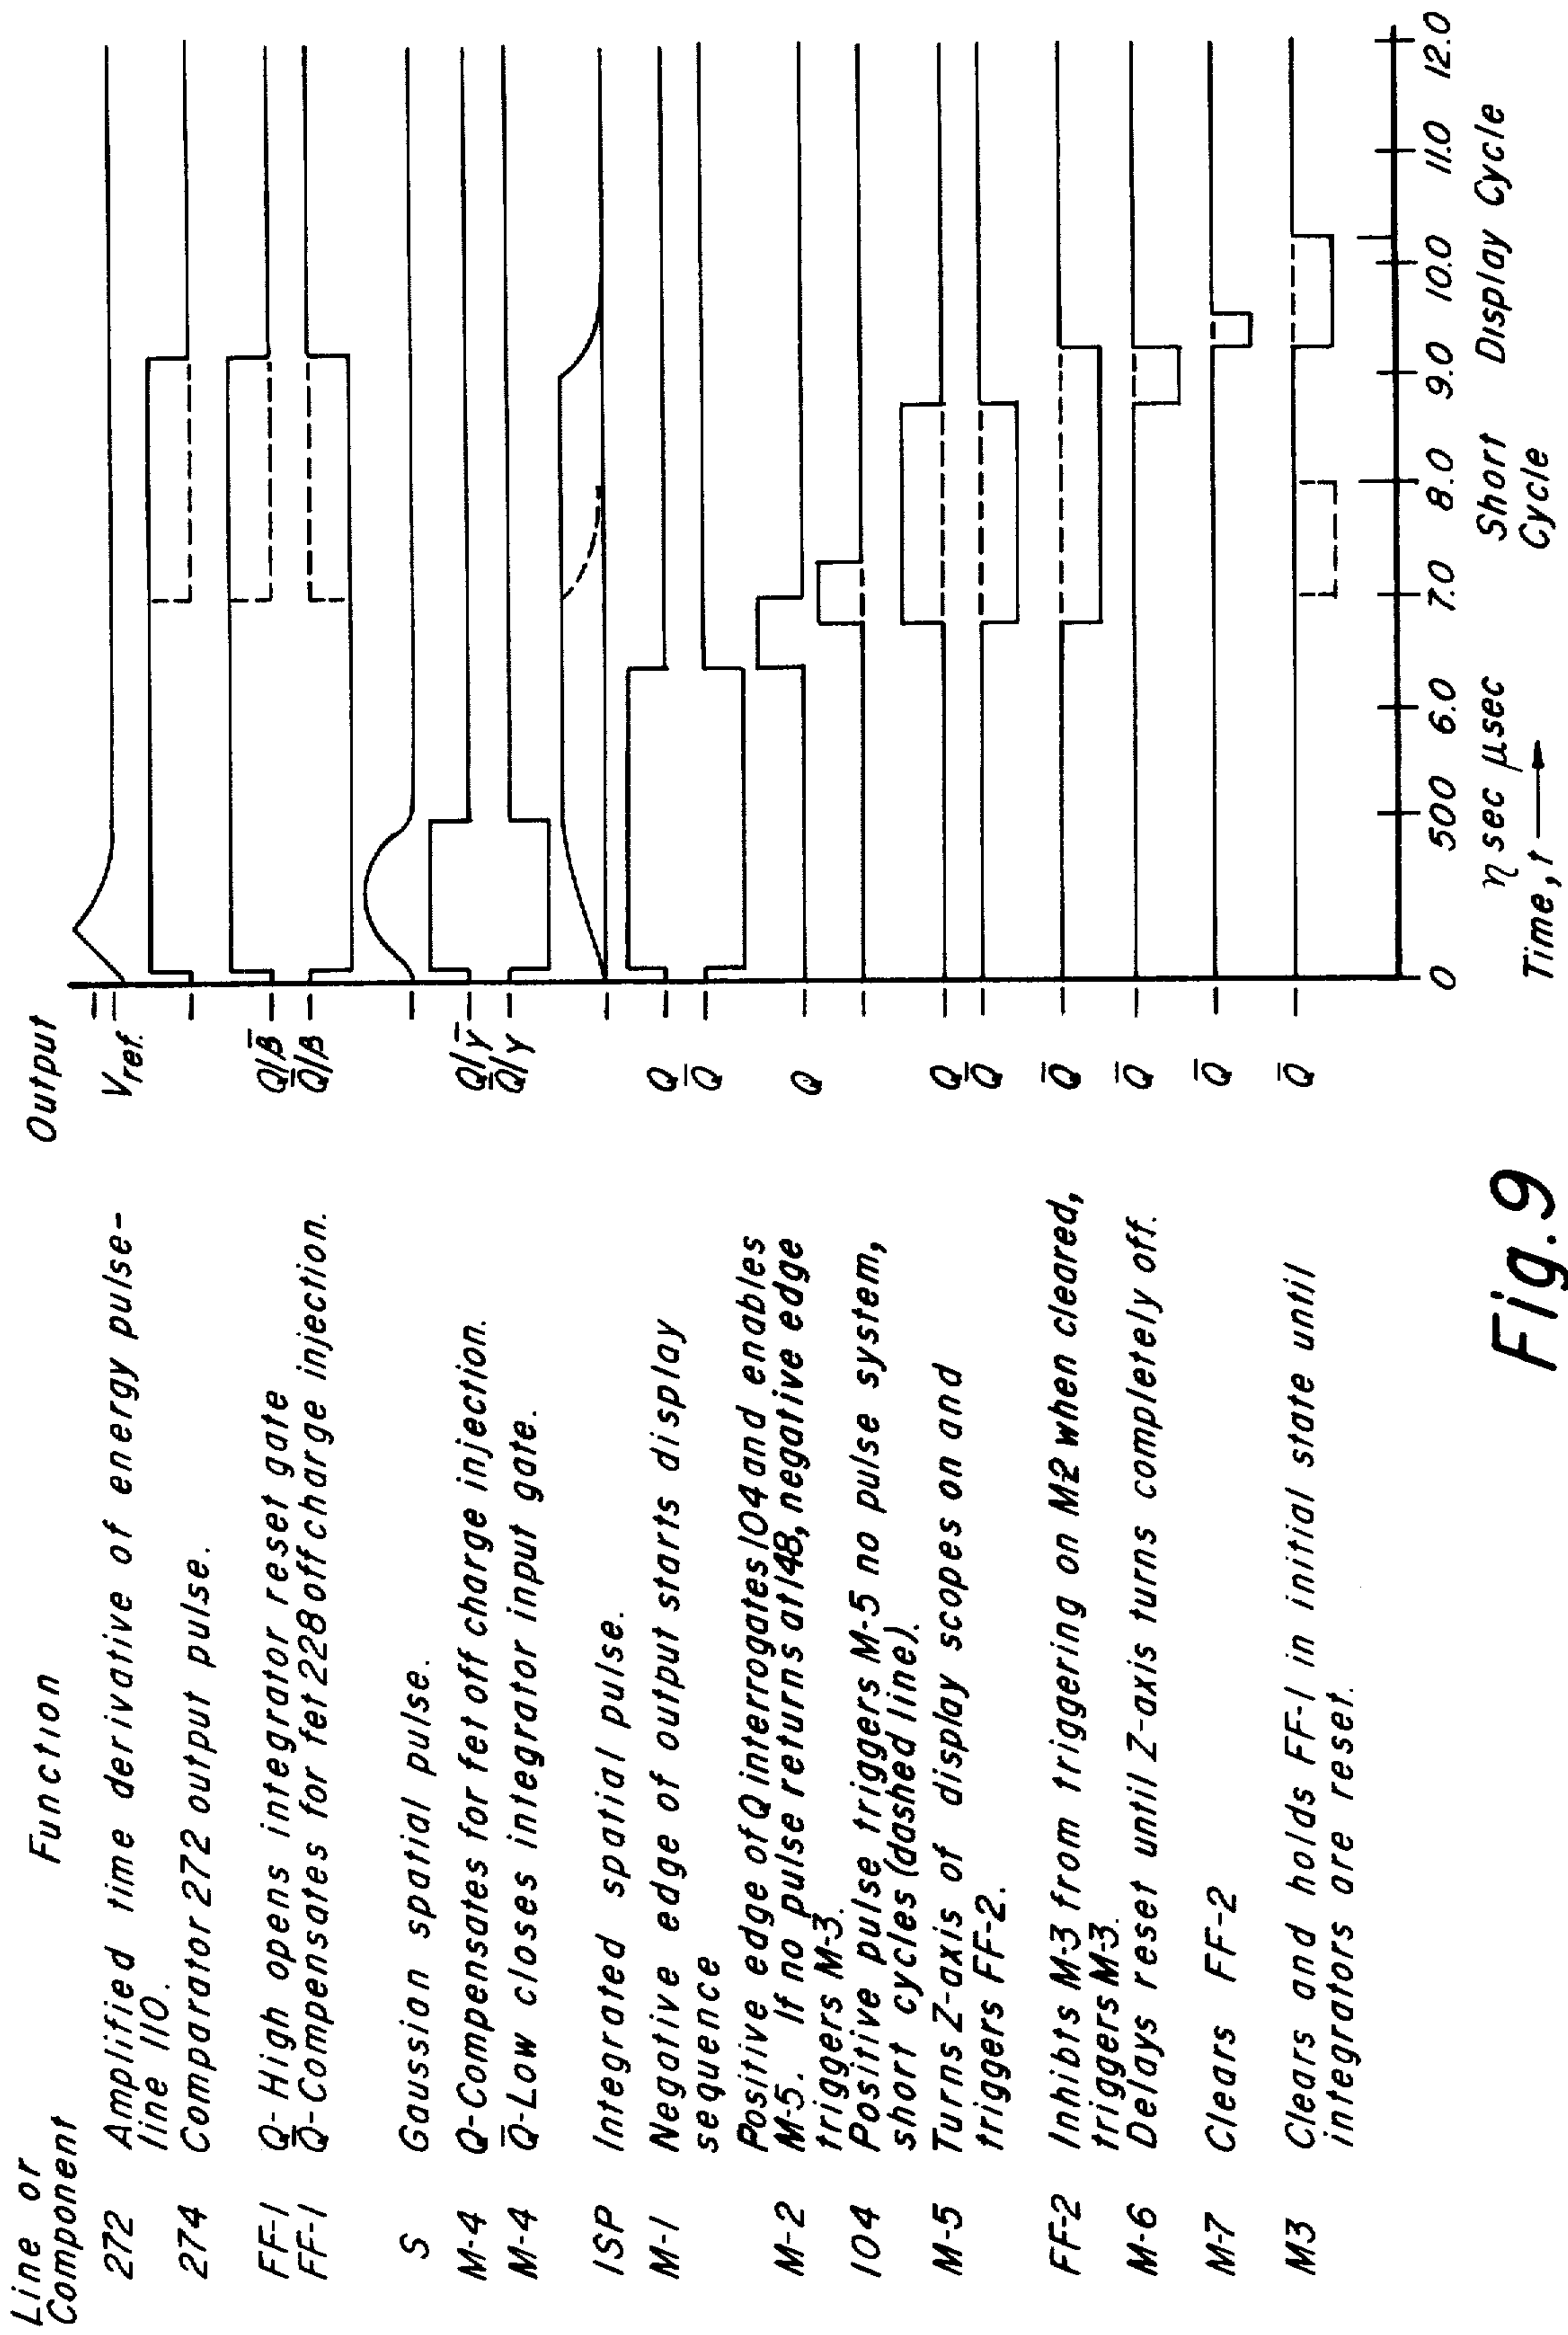 Line or
Component
Function
Output
272 Amplified time derivative of energy pulse-
line 110.
Vref.
274 Comparator 272 output pulse.
FF-1 Q-High opens integrator reset gate Q/β̅
FF-1 Q̅-Compensates for fet 228 off charge injection. Q̅/β
S Gaussion spatial pulse.
M-4 Q-Compensates for fet off charge injection. Q/γ̅
M-4 Q̅-Low closes integrator input gate. Q̅/γ
ISP Integrated spatial pulse.
M-1 Negative edge of output starts display Q
sequence Q̅
Positive edge of Q interrogates 104 and enables
M-2 M-5. If no pulse returns at 148, negative edge Q
triggers M-3.
104 Positive pulse triggers M-5 no pulse system,
short cycles (dashed line).
M-5 Turns Z-axis of display scopes on and Q
triggers FF-2. Q̅
FF-2 Inhibts M-3 from triggering on M2 when cleared, Q̅
triggers M-3.
M-6 Delays reset until Z-axis turns completely off. Q̅
M-7 Clears FF-2 Q̅
M3 Clears and holds FF-1 in initial state until Q̅
integrators are reset.
0 500 6.0 7.0 8.0 9.0 10.0 11.0 12.0
η sec μsec Short Display Cycle
Time, t Cycle
Fig. 9